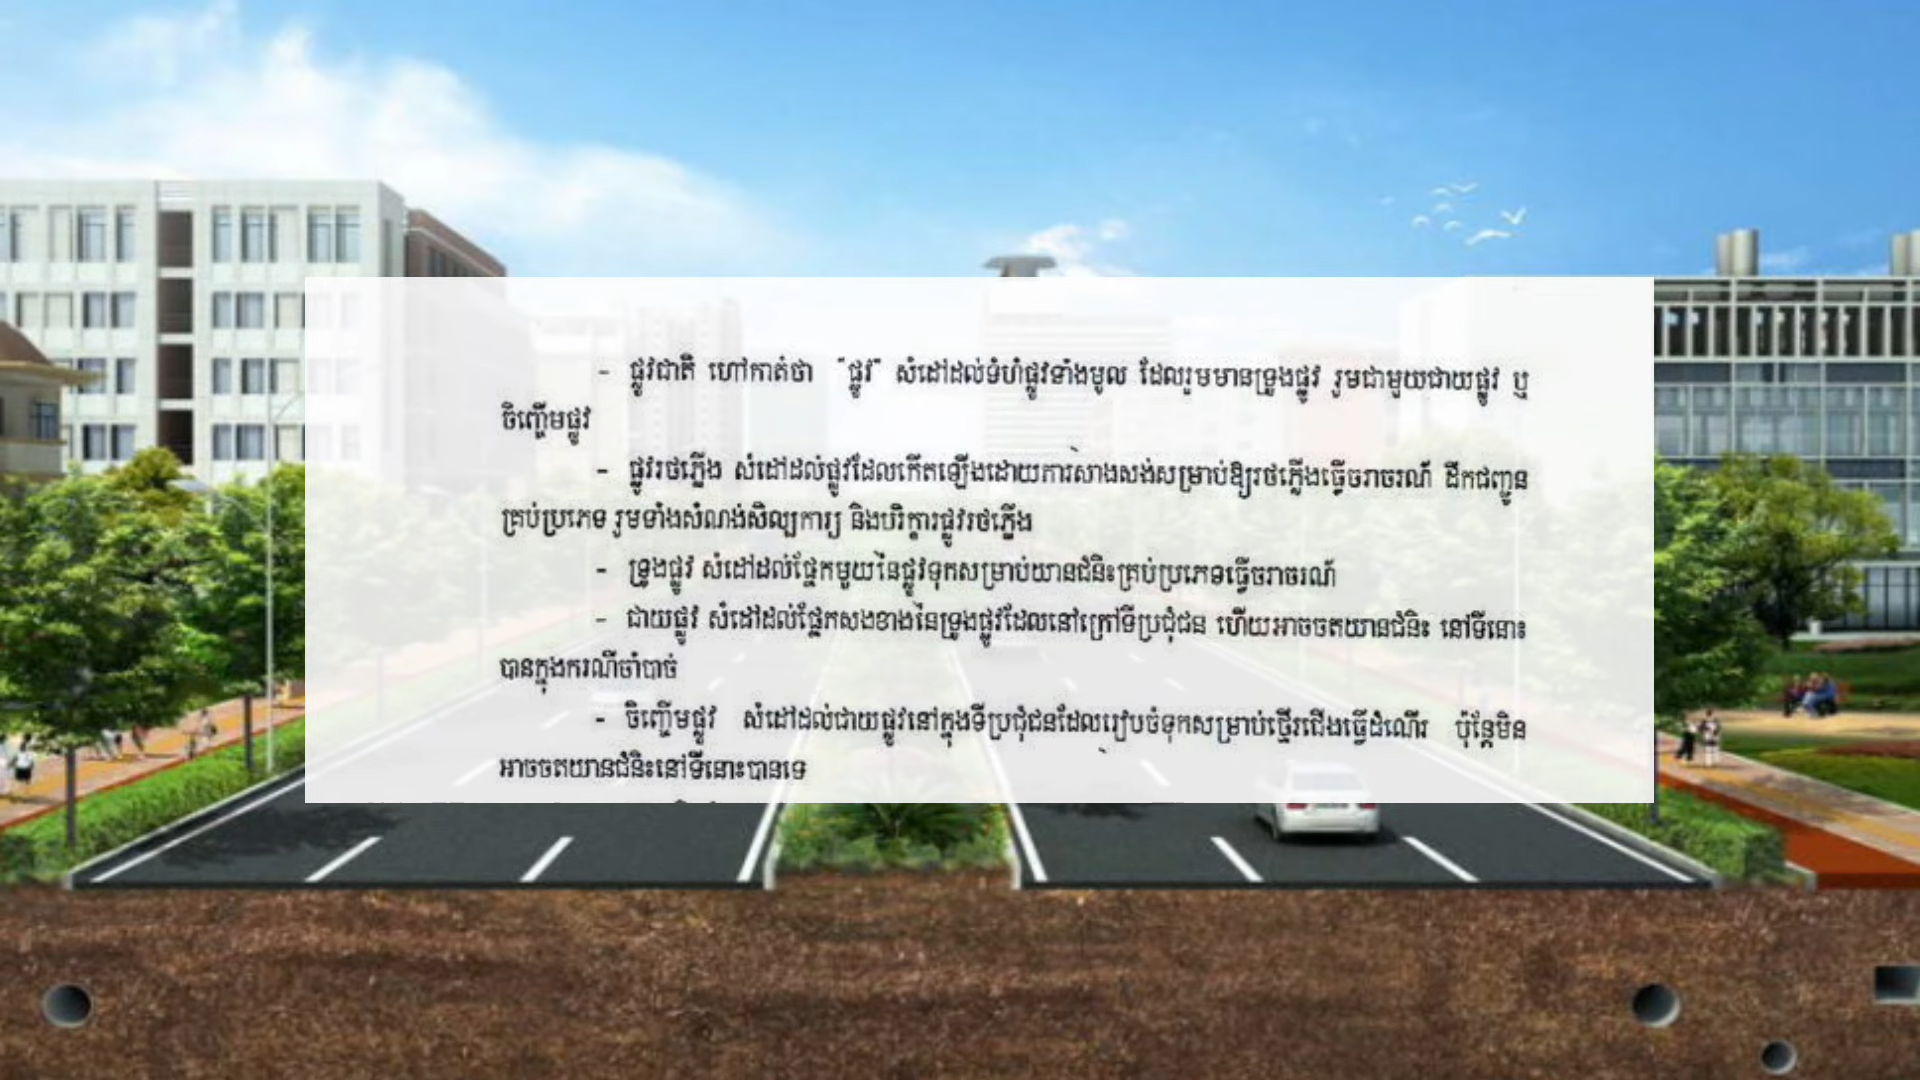 - ផ្លូវជាតិ ហៅកាត់ថា "ផ្លូវ" សំដៅដល់ទំហំផ្លូវទាំងមូល ដែលរួមមានទ្រូងផ្លូវ រួមជាមួយជាយផ្លូវ ឬ
ចិញ្ចើមផ្លូវ
- ផ្លូវរថភ្លើង សំដៅដល់ផ្លូវដែលកើតឡើងដោយការសាងសង់សម្រាប់ឱ្យរថភ្លើងធ្វើចរាចរណ៍ ដឹកជញ្ជូន
គ្រប់ប្រភេទ រួមទាំងសំណង់សិល្បការ្យ និងបរិក្ខារផ្លូវរថភ្លើង
- ទ្រូងផ្លូវ សំដៅដល់ផ្នែកមួយនៃផ្លូវទុកសម្រាប់យានជំនិះគ្រប់ប្រភេទធ្វើចរាចរណ៍
- ជាយផ្លូវ សំដៅដល់ផ្នែកសងខាងនៃទ្រូងផ្លូវដែលនៅក្រៅទីប្រជុំជន ហើយអាចចតយានជំនិះ នៅទីនោះ
បានក្នុងករណីចាំបាច់
- ចិញ្ចើមផ្លូវ សំដៅដល់ជាយផ្លូវនៅក្នុងទីប្រជុំជនដែលរៀបចំទុកសម្រាប់ថ្មើរជើងធ្វើដំណើរ ប៉ុន្តែមិន
អាចចតយានជំនិះនៅទីនោះបានទេ